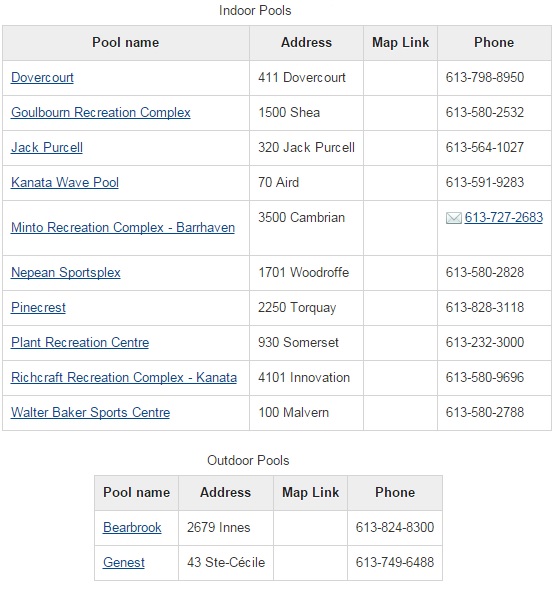 Indoor Pools
Pool name Address Map Link Phone
Dovercourt 411 Dovercourt 613-798-8950
Goulbourn Recreation Complex 1500 Shea 613-580-2532
Jack Purcell 320 Jack Purcell 613-564-1027
Kanata Wave Pool 70 Aird 613-591-9283
Minto Recreation Complex - Barrhaven 3500 Cambrian 613-727-2683
Nepean Sportsplex 1701 Woodroffe 613-580-2828
Pinecrest 2250 Torquay 613-828-3118
Plant Recreation Centre 930 Somerset 613-232-3000
Richcraft Recreation Complex - Kanata 4101 Innovation 613-580-9696
Walter Baker Sports Centre 100 Malvern 613-580-2788
Outdoor Pools
Pool name Address Map Link Phone
Bearbrook 2679 Innes 613-824-8300
Genest 43 Ste-Cécile 613-749-6488